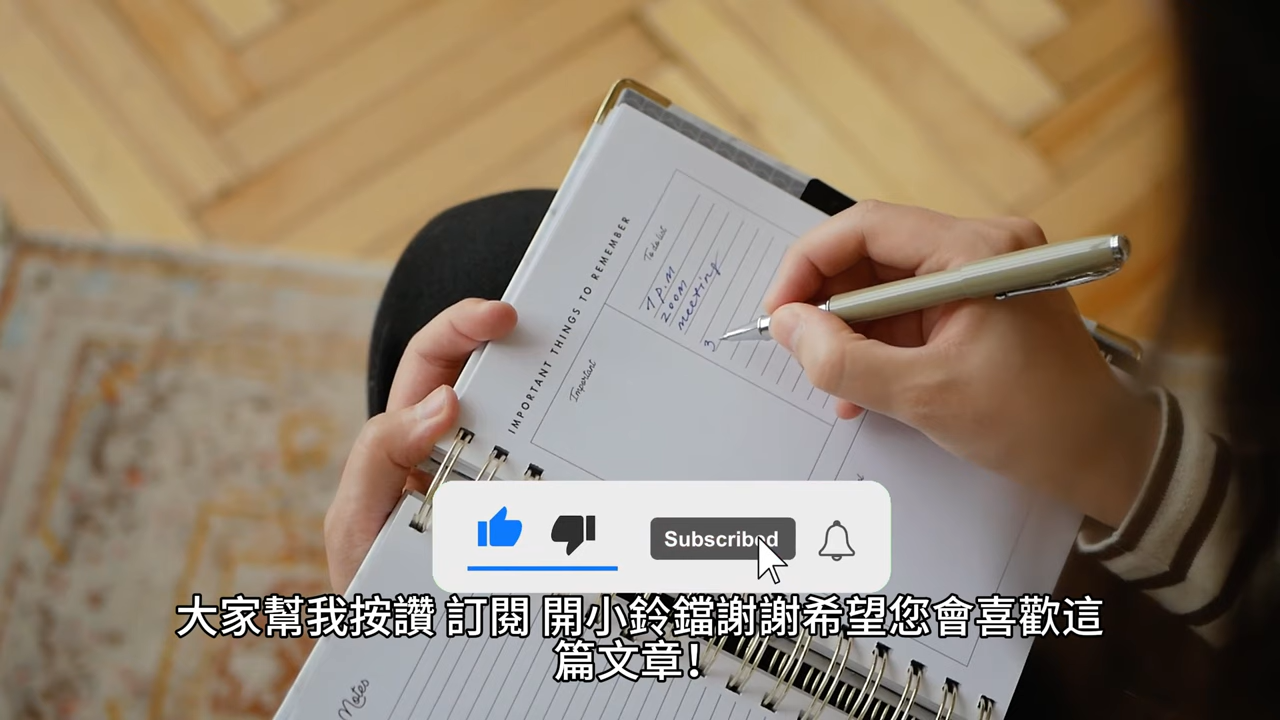 IMPORTANT THINGS TO REMEMBER
To do list
1 P.M
ZOOM
meeting
3
Important
Subscribed
大家幫我按讚 訂閱 開小鈴鐺謝謝希望您會喜歡這
篇文章！
Notes